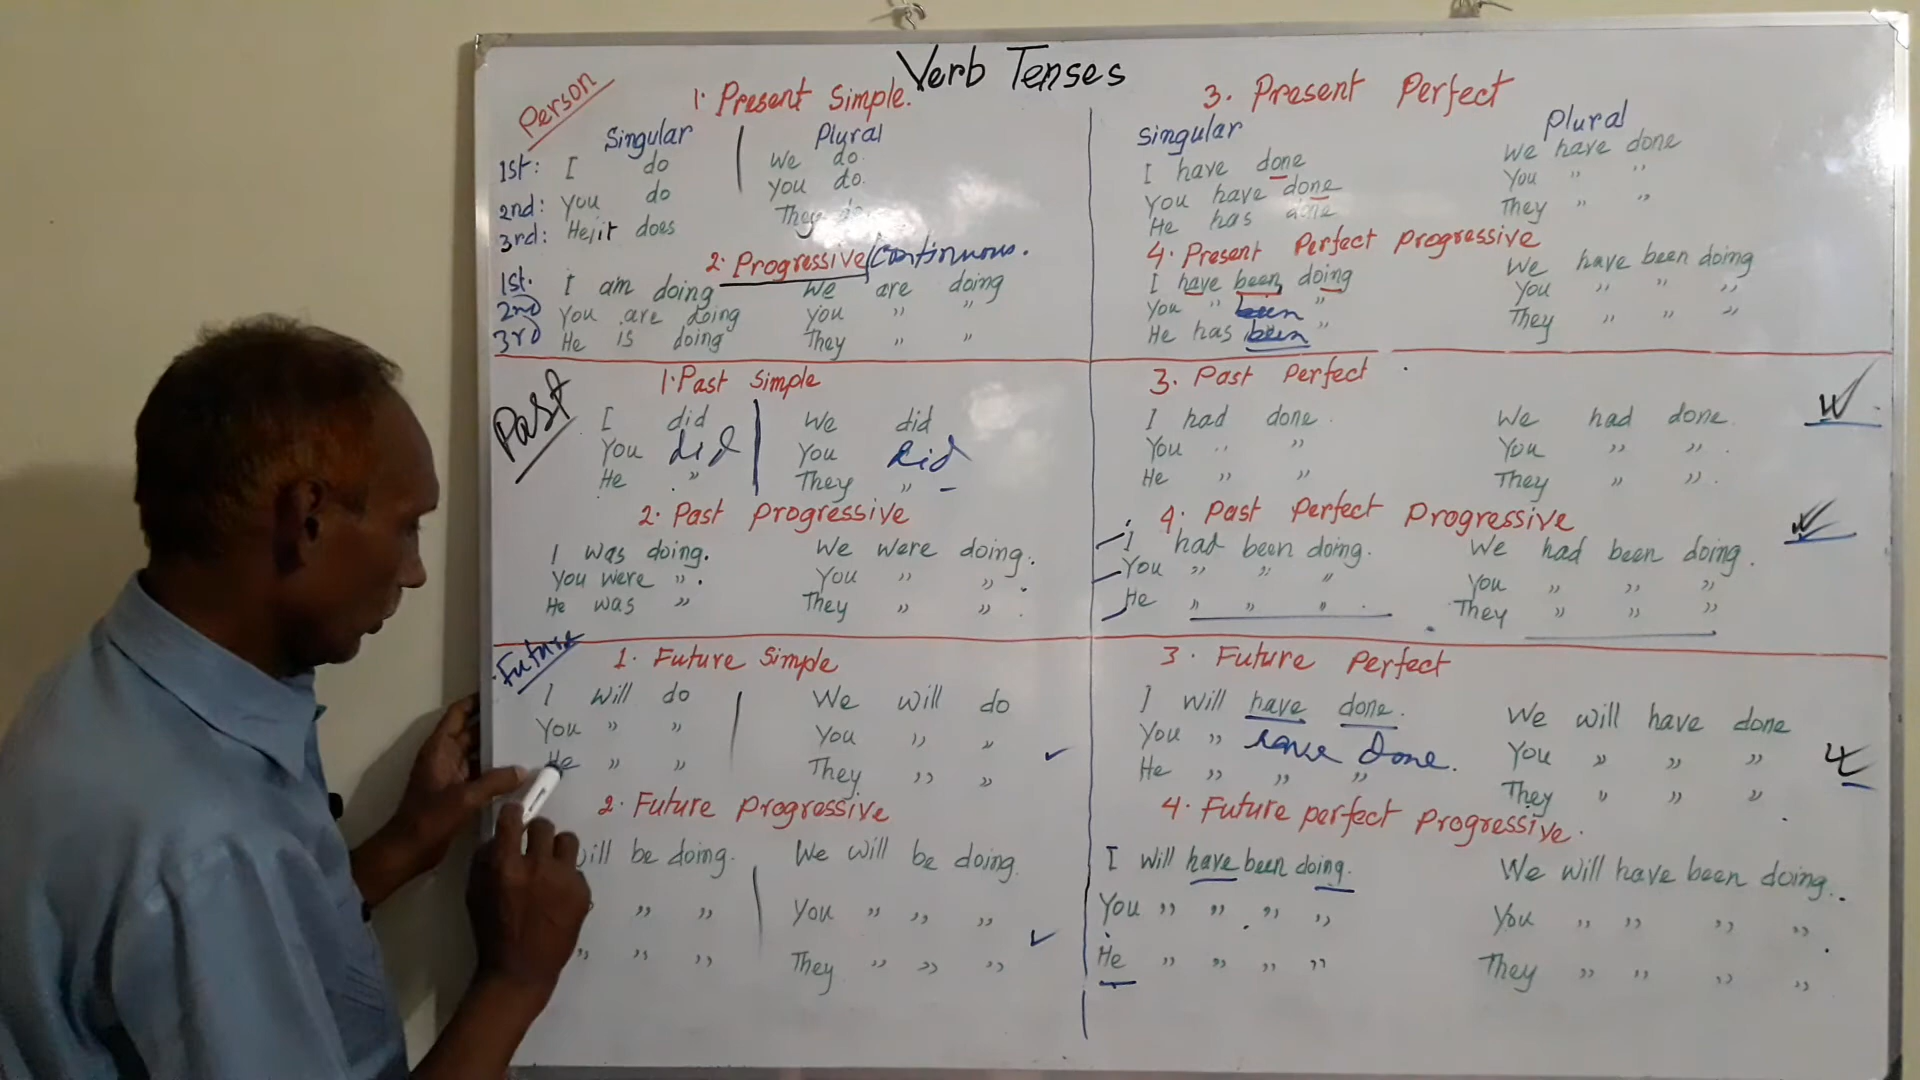 Verb Tenses
Person
1. Present Simple.
Singular Plural
1st: I do We do.
2nd: You do You do.
3rd: He, it does They do
2. Progressive/Continuous.
1st. I am doing We are doing
2nd You are doing You " "
3rd He is doing They " "
3. Present Perfect
Singular Plural
I have done We have done
You have done You " "
He has done They " "
4. Present Perfect Progressive
I have been doing We have been doing
You " been " You " " "
He has been " They " " "
Past
1. Past Simple
I did We did
You did You did
He " They "
2. Past Progressive
I was doing. We were doing.
You were ". You " "
He was " They " ".
3. Past Perfect
I had done. We had done.
You " " You " ".
He " " They " ".
4. Past Perfect Progressive
I had been doing. We had been doing.
You " " " You " " "
He " " ". They " " "
Future
1. Future Simple
I will do We will do
You " " You " "
He " " They " "
2. Future Progressive
will be doing. We will be doing.
" " " You " " "
" " " They " " "
3. Future Perfect
I will have done. We will have done
You " have done. You " " "
He " " " They " " "
4. Future perfect Progressive.
I will have been doing. We will have been doing.
You " " " " You " " " "
He " " " " They " " " "